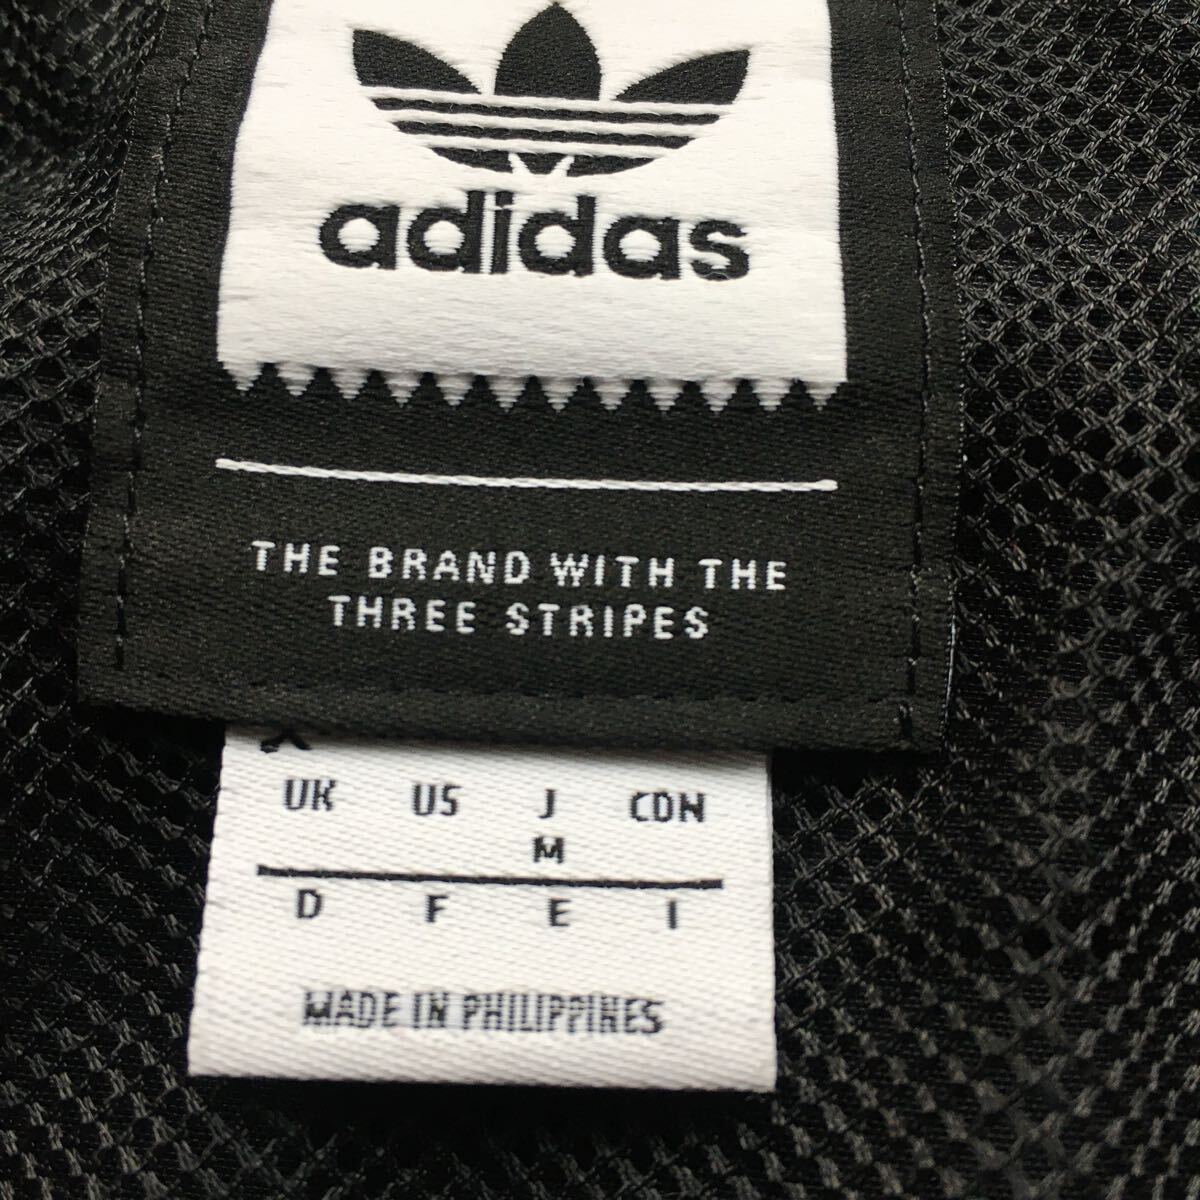 adidas
THE BRAND WITH THE
THREE STRIPES
UK US J CDN
M
D F E I
MADE IN PHILIPPINES